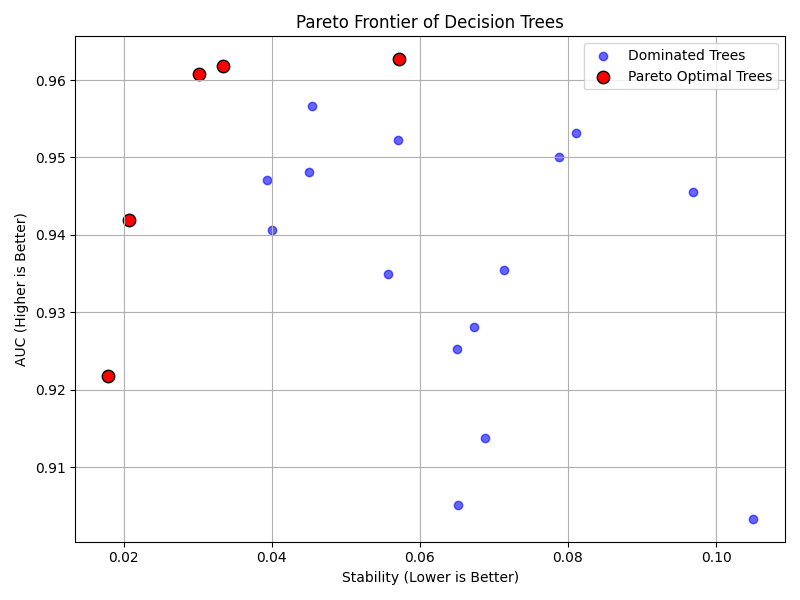 Pareto Frontier of Decision Trees
Dominated Trees
Pareto Optimal Trees
AUC (Higher is Better)
0.96
0.95
0.94
0.93
0.92
0.91
0.02 0.04 0.06 0.08 0.10
Stability (Lower is Better)